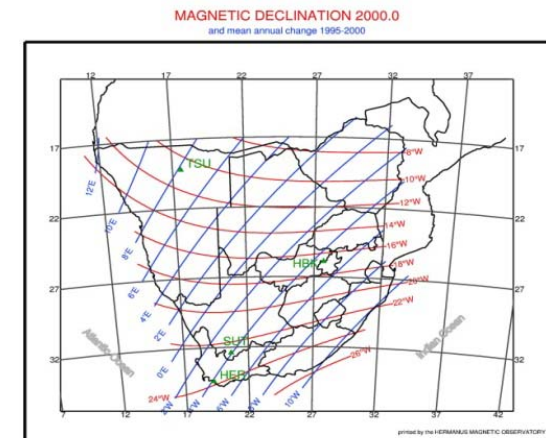 MAGNETIC DECLINATION 2000.0
and mean annual change 1995-2000
12
17
22
27
32
37
17
17
TSU
8°W
10°W
12°E
12°W
22
22
10°E
14°W
8°E
16°W
HBK
18°W
27
27
20°W
6°E
22°W
4°E
2°E
SUT
26°W
Atlantic Ocean
Indian Ocean
32
32
0°E
HER
24°W
2°W
10°W
7
12
17
22
27
32
37
42
printed by the HERMANUS MAGNETIC OBSERVATORY